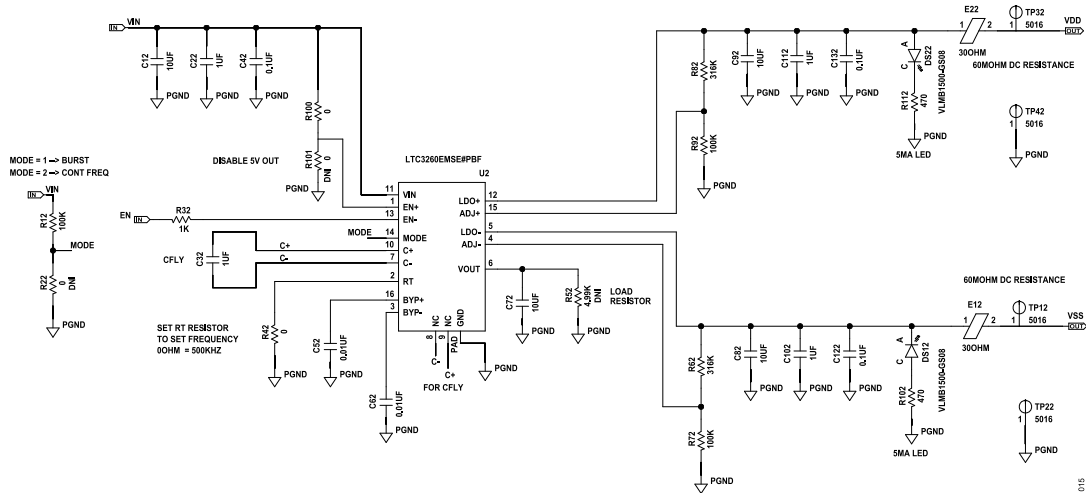 IN VIN
C12
10UF
C22
1UF
C42
0.1UF
PGND
PGND
PGND
R100
0
R101
0
DNI
PGND
DISABLE 5V OUT
MODE = 1 –> BURST
MODE = 2 –> CONT FREQ
IN VIN
R12
100K
MODE
R22
0
DNI
PGND
EN IN
R32
1K
CFLY
C32
1UF
C+
C-
MODE
SET RT RESISTOR
TO SET FREQUENCY
0OHM = 500KHZ
R42
0
PGND
C52
0.01UF
PGND
C62
0.01UF
PGND
LTC3260EMSE#PBF
U2
11 VIN
1 EN+
13 EN-
14 MODE
10 C+
7 C-
2 RT
16 BYP+
3 BYP-
LDO+ 12
ADJ+ 15
LDO- 5
ADJ- 4
VOUT 6
NC NC GND
8 9 PAD
C-
C+
FOR CFLY
PGND
C72
10UF
PGND
R52
4.99K
DNI
LOAD
RESISTOR
PGND
R82
316K
R92
100K
PGND
C92
10UF
C112
1UF
C132
0.1UF
PGND
PGND
PGND
A
C
DS22
VLMB1500-GS08
R112
470
PGND
5MA LED
E22
1 2
30OHM
60MOHM DC RESISTANCE
TP32
1 5016
VDD
OUT
TP42
1 5016
PGND
R62
316K
R72
100K
PGND
C82
10UF
C102
1UF
C122
0.1UF
PGND
PGND
PGND
A
C
DS12
VLMB1500-GS08
R102
470
PGND
5MA LED
60MOHM DC RESISTANCE
E12
1 2
30OHM
TP12
1 5016
VSS
OUT
TP22
1 5016
PGND
015